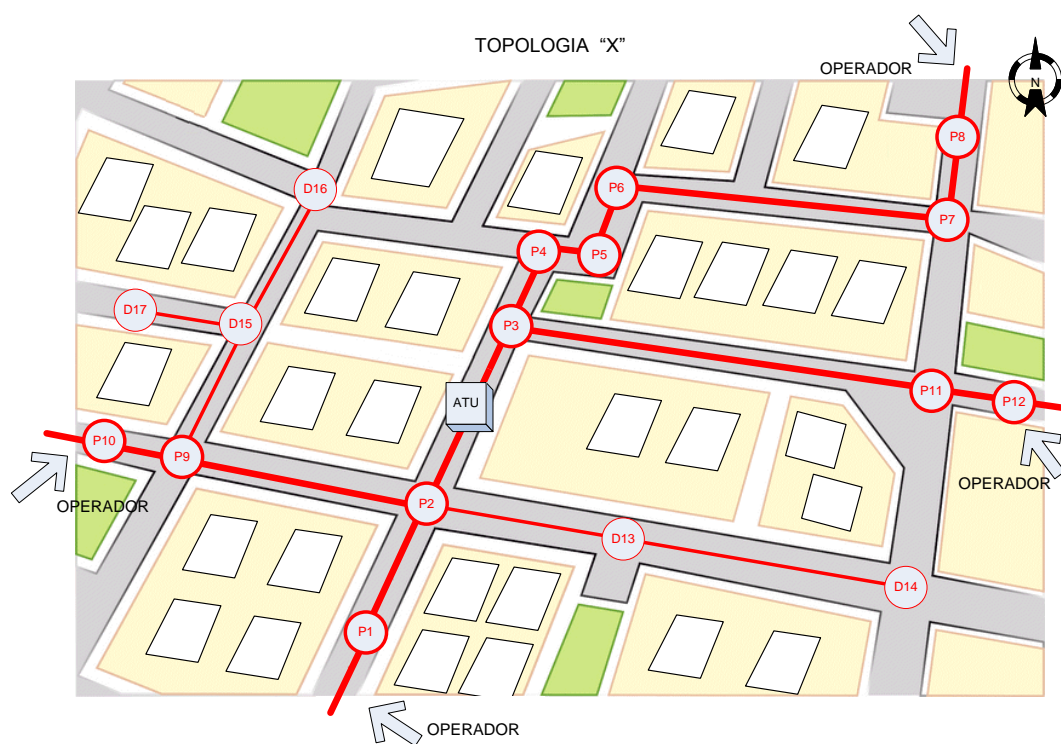 TOPOLOGIA “X”
OPERADOR
N
P8
D16
P6
P7
P4
P5
D17
D15
P3
P11
P12
ATU
P10
P9
OPERADOR
OPERADOR
P2
D13
D14
P1
OPERADOR